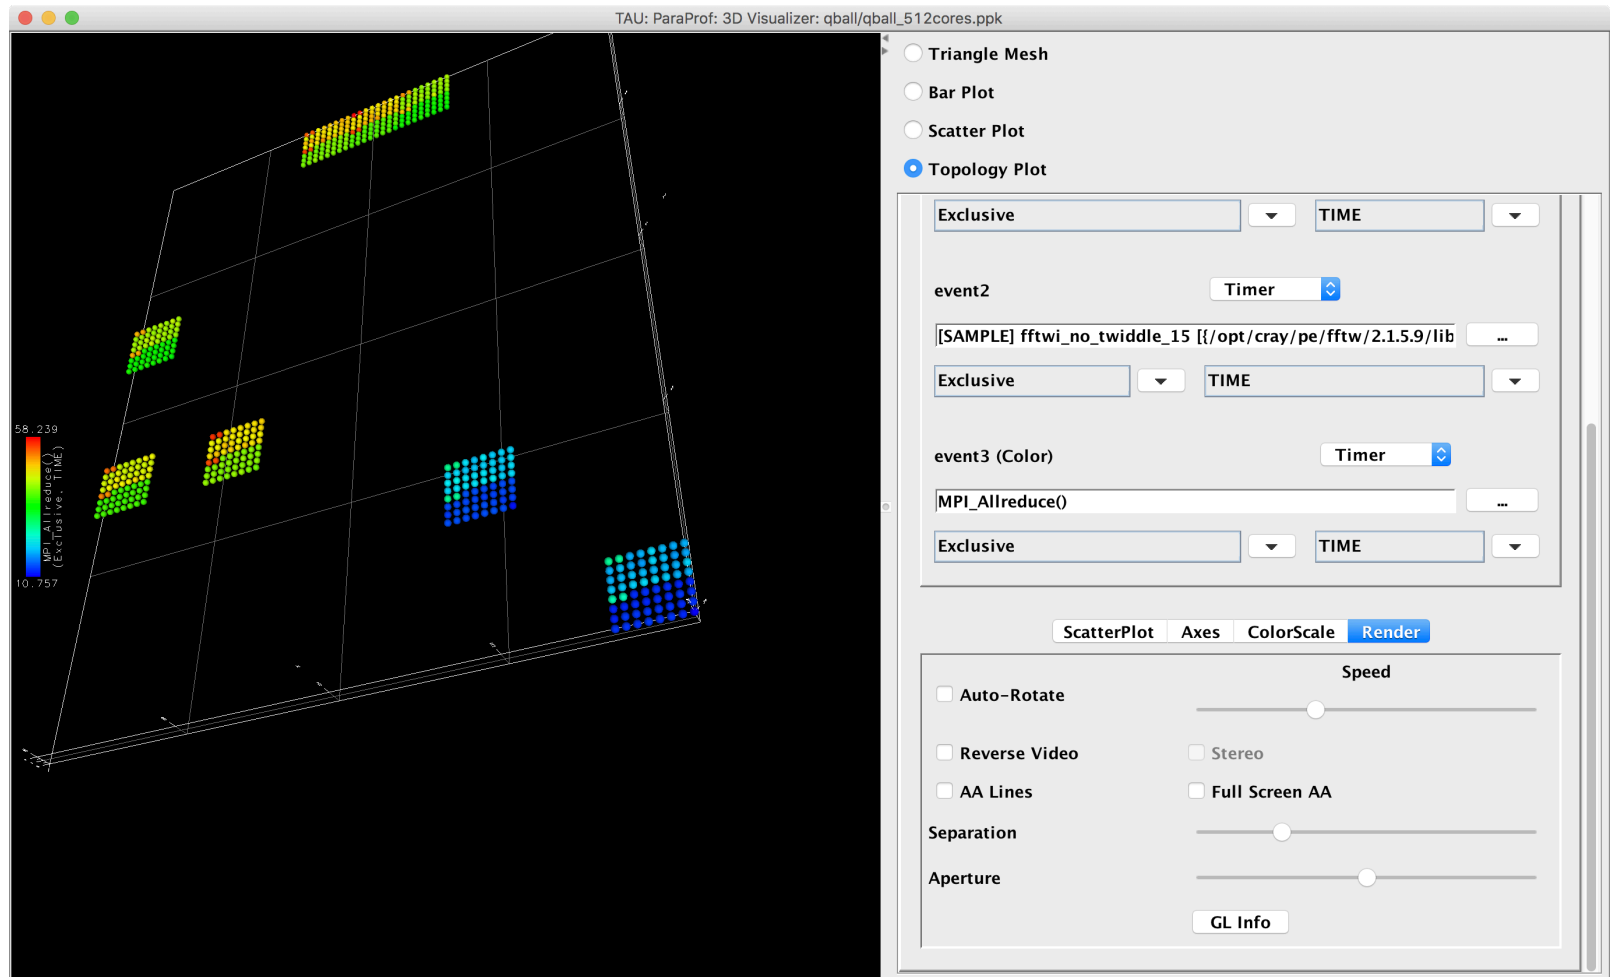 TAU: ParaProf: 3D Visualizer: qball/qball_512cores.ppk
58.239
MPI_Allreduce()
(Exclusive, TIME)
10.757
Triangle Mesh
Bar Plot
Scatter Plot
Topology Plot
Exclusive TIME
event2 Timer
[SAMPLE] fftwi_no_twiddle_15 [{/opt/cray/pe/fftw/2.1.5.9/lib ...
Exclusive TIME
event3 (Color) Timer
MPI_Allreduce() ...
Exclusive TIME
ScatterPlot Axes ColorScale Render
Speed
Auto-Rotate
Reverse Video Stereo
AA Lines Full Screen AA
Separation
Aperture
GL Info